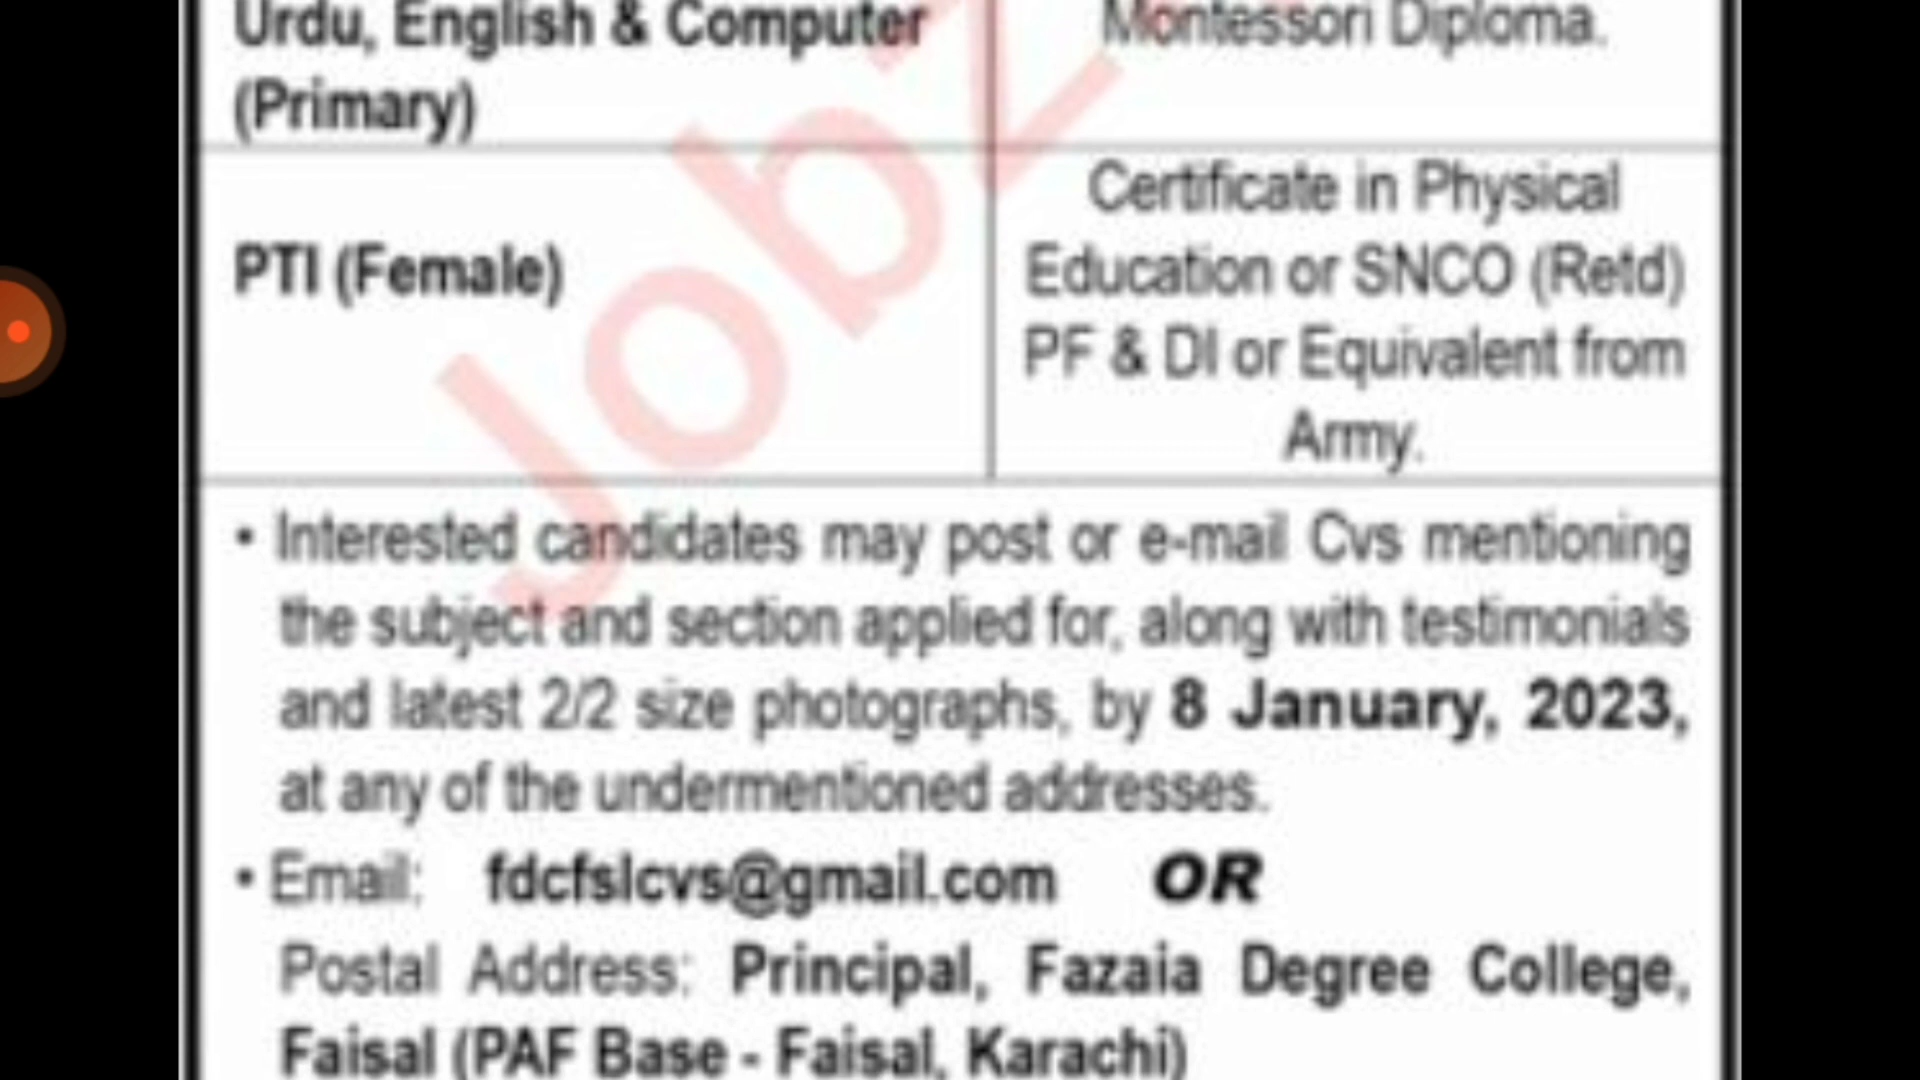 Urdu, English & Computer
(Primary)
Montessori Diploma.
PTI (Female)
Certificate in Physical
Education or SNCO (Retd)
PF & DI or Equivalent from
Army.
• Interested candidates may post or e-mail Cvs mentioning
the subject and section applied for, along with testimonials
and latest 2/2 size photographs, by 8 January, 2023,
at any of the undermentioned addresses.
• Email: fdcfslcvs@gmail.com OR
Postal Address: Principal, Fazaia Degree College,
Faisal (PAF Base - Faisal, Karachi)
Jobz